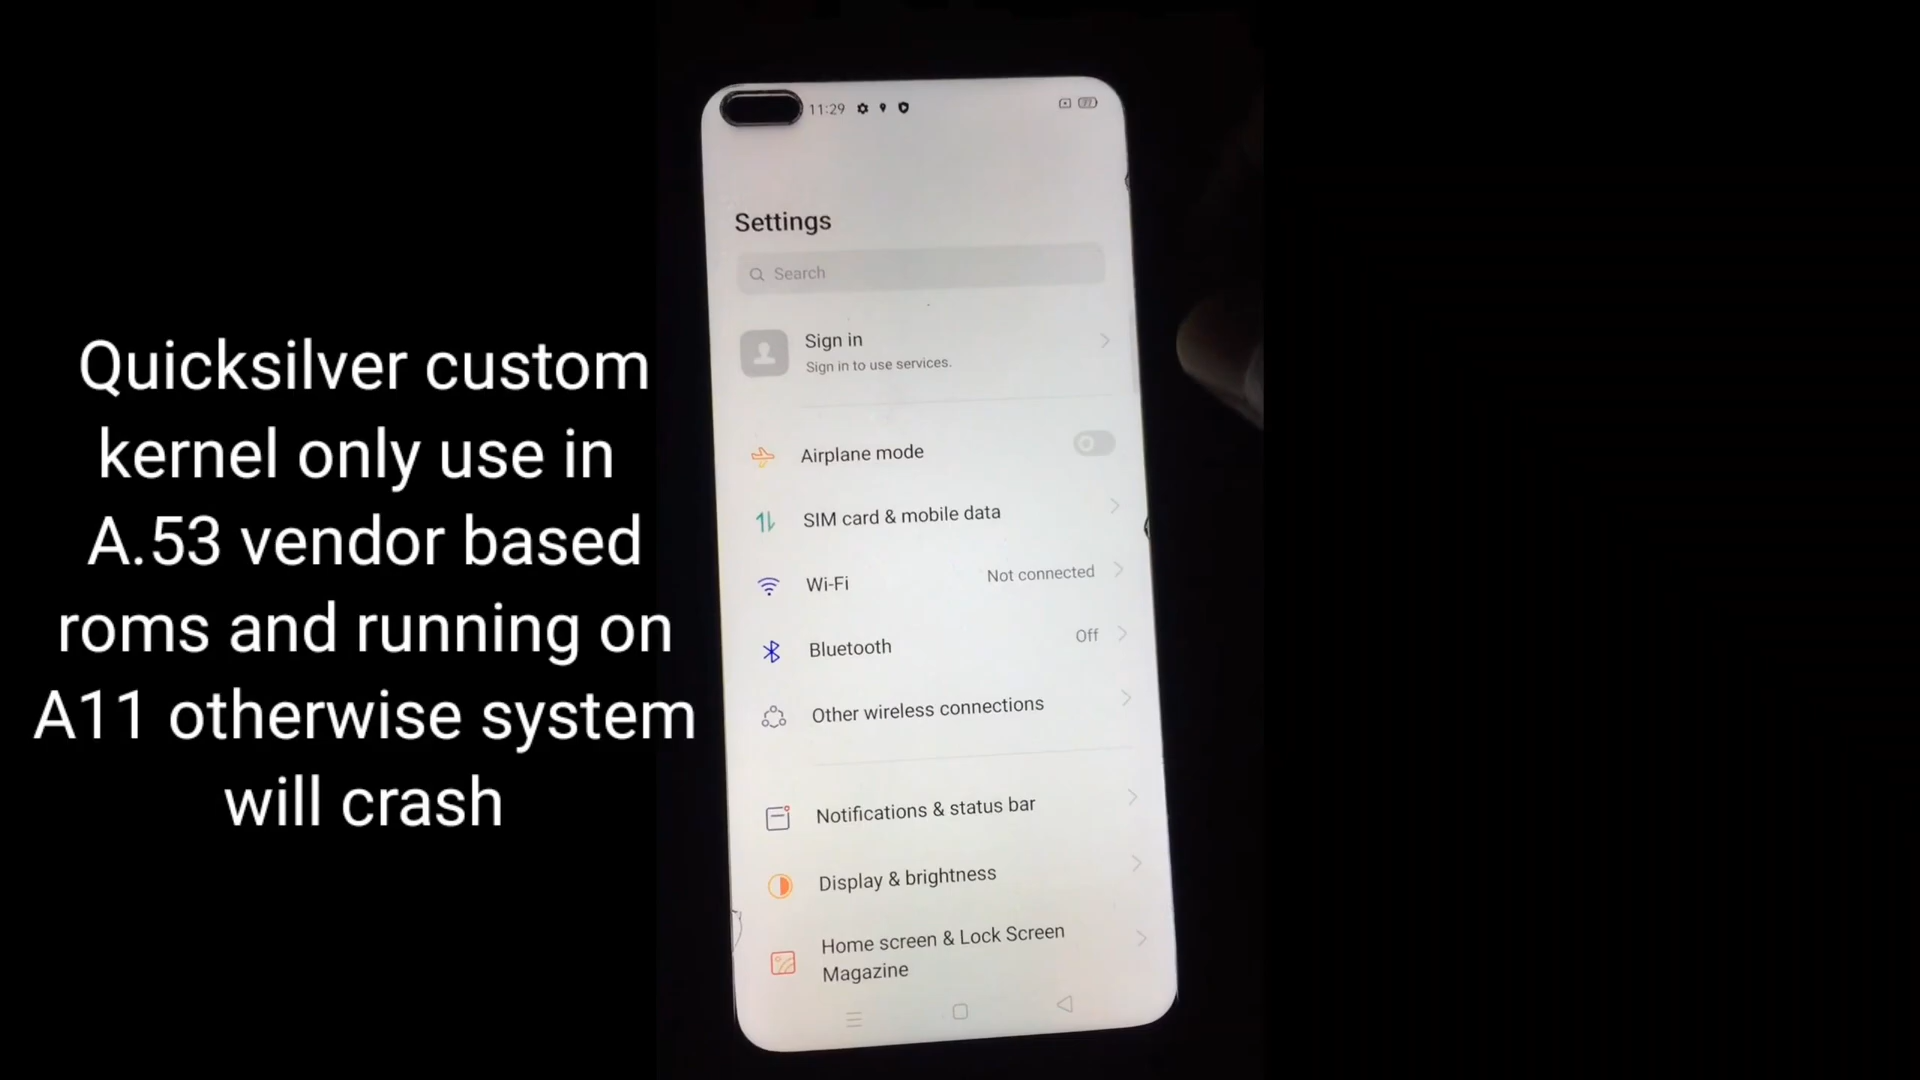 Quicksilver custom
kernel only use in
A.53 vendor based
roms and running on
A11 otherwise system
will crash
11:29
Settings
Search
Sign in
Sign in to use services.
Airplane mode
SIM card & mobile data
Wi-Fi
Not connected
Bluetooth
Off
Other wireless connections
Notifications & status bar
Display & brightness
Home screen & Lock Screen
Magazine